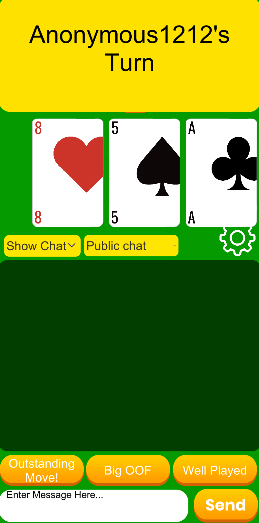 Anonymous1212's
Turn
8 5 A
8 5 A
Show Chat Public chat
Outstanding
Move!
Big OOF
Well Played
Enter Message Here...
Send